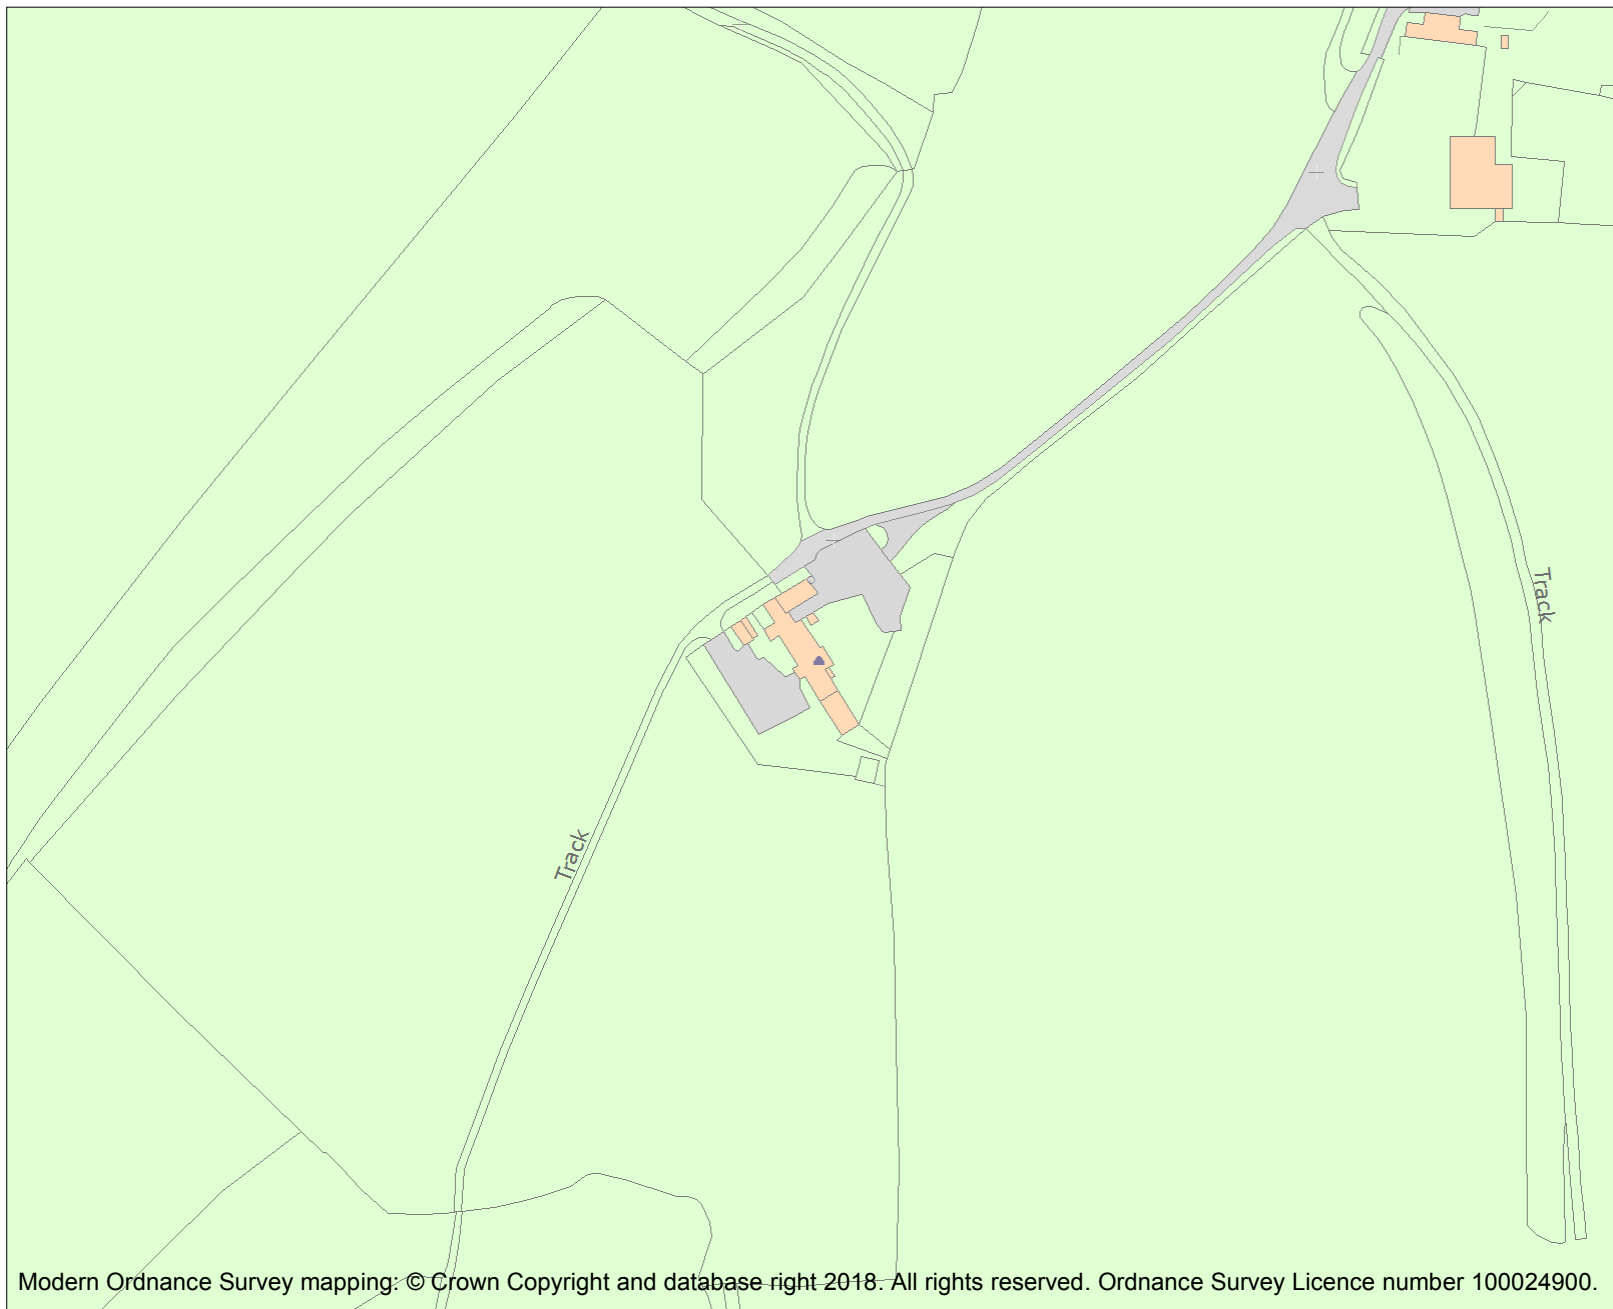 Track
Track
Modern Ordnance Survey mapping: © Crown Copyright and database right 2018. All rights reserved. Ordnance Survey Licence number 100024900.